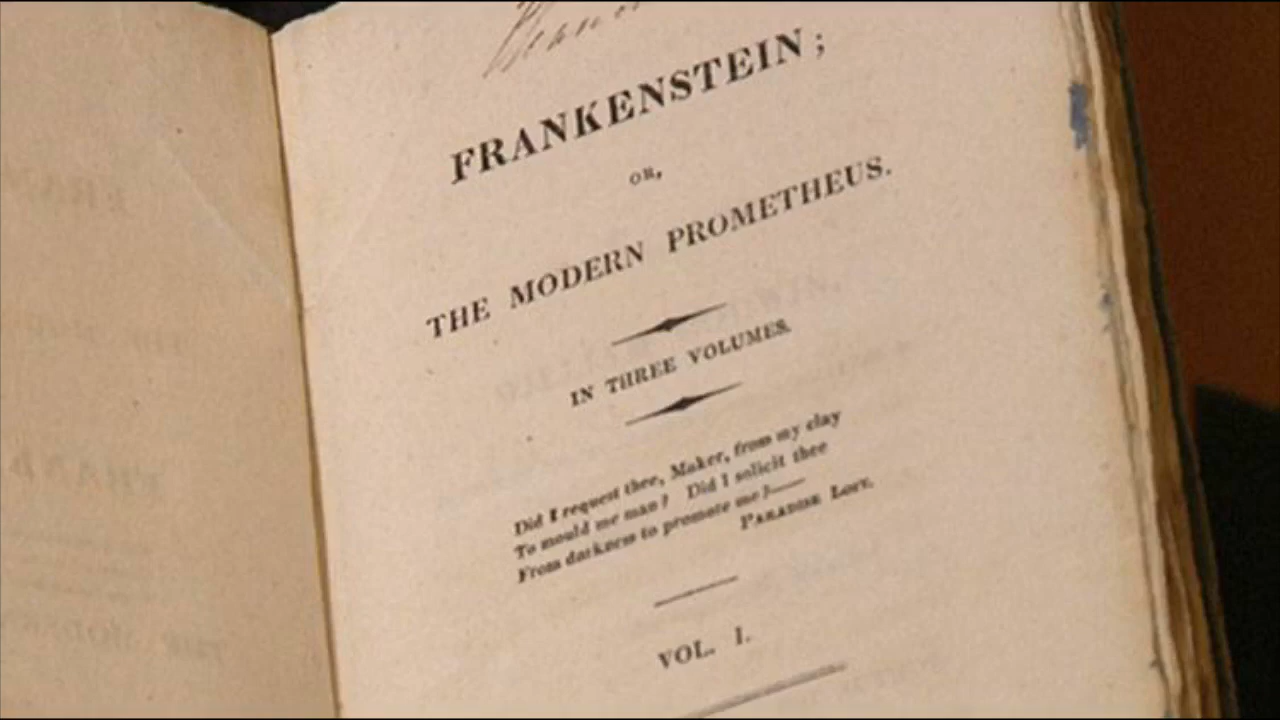 FRANKENSTEIN;
OR,
THE MODERN PROMETHEUS.
IN THREE VOLUMES.
Did I request thee, Maker, from my clay
To mould me man? Did I solicit thee
From darkness to promote me?—
PARADISE LOST.
VOL. I.